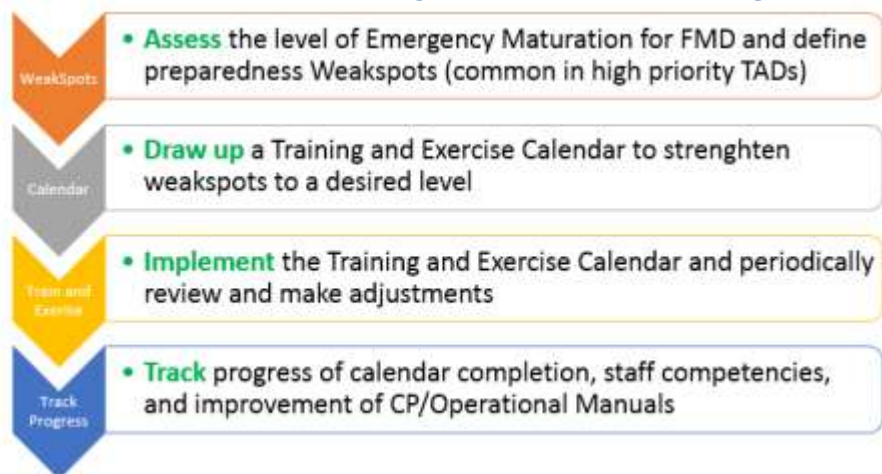 WeakSpots
• Assess the level of Emergency Maturation for FMD and define
preparedness Weakspots (common in high priority TADs)
Calendar
• Draw up a Training and Exercise Calendar to strenghten
weakspots to a desired level
Train and
Exercise
• Implement the Training and Exercise Calendar and periodically
review and make adjustments
Track
Progress
• Track progress of calendar completion, staff competencies,
and improvement of CP/Operational Manuals